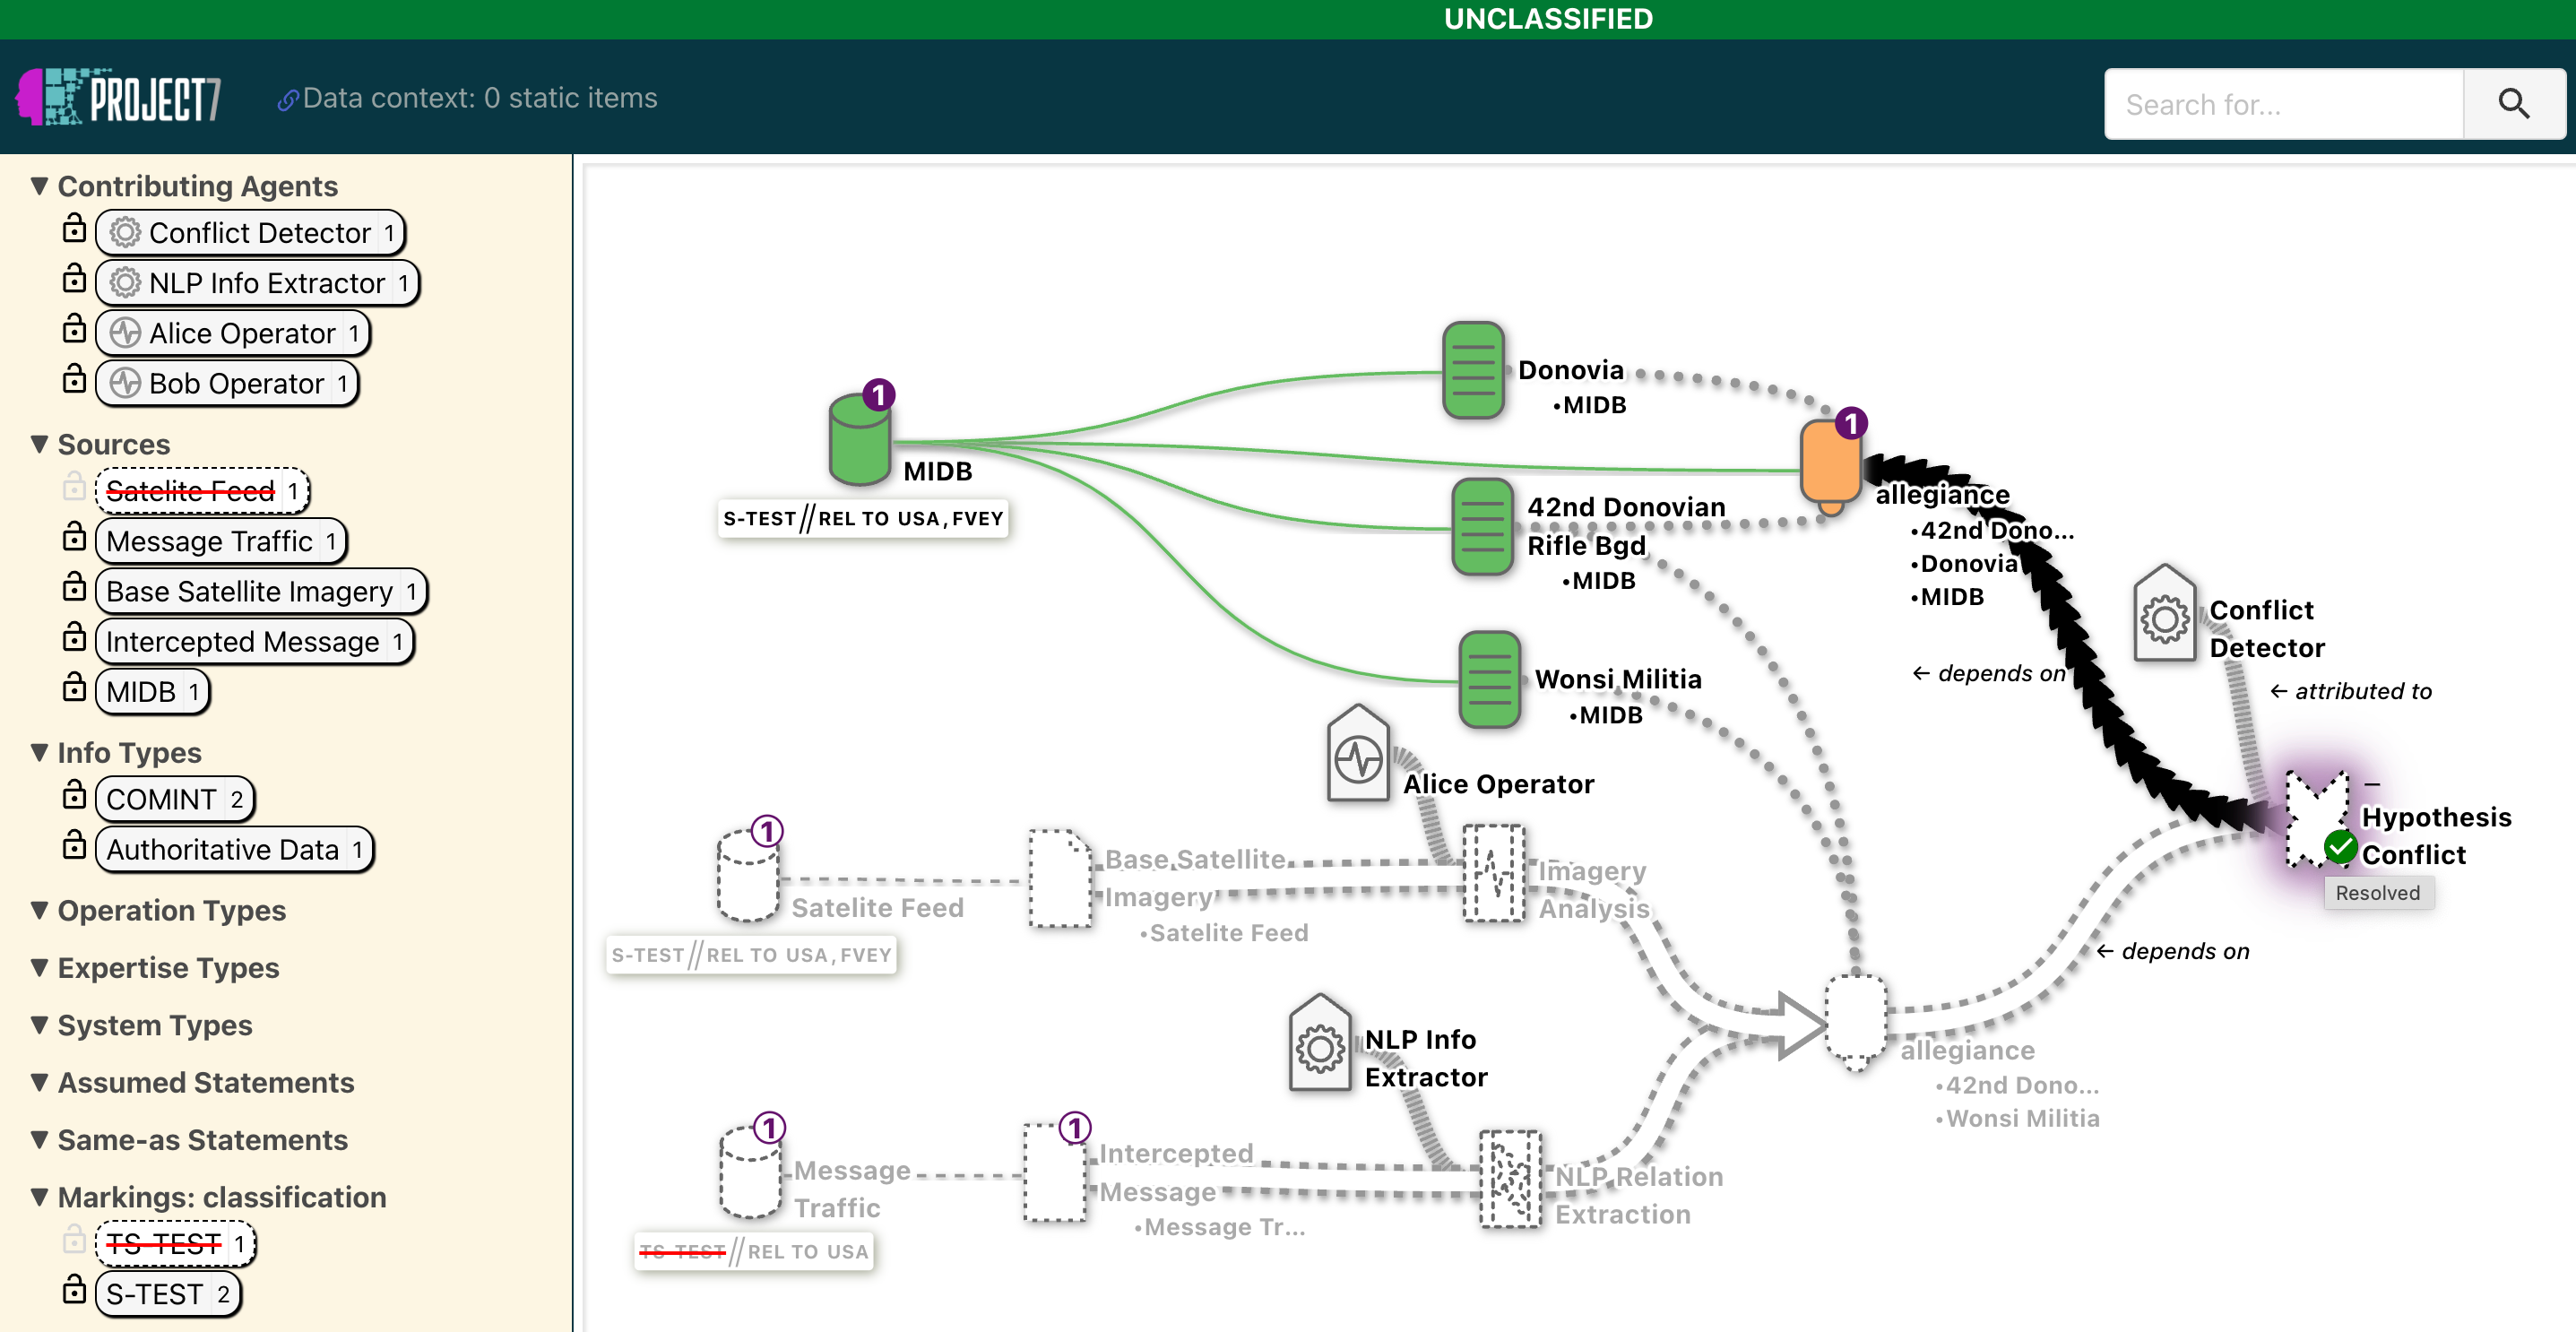 UNCLASSIFIED
PROJECT7
Data context: 0 static items
Search for...
▼ Contributing Agents
Conflict Detector 1
NLP Info Extractor 1
Alice Operator 1
Bob Operator 1
▼ Sources
Satelite Feed 1
Message Traffic 1
Base Satellite Imagery 1
Intercepted Message 1
MIDB 1
▼ Info Types
COMINT 2
Authoritative Data 1
▼ Operation Types
▼ Expertise Types
▼ System Types
▼ Assumed Statements
▼ Same-as Statements
▼ Markings: classification
TS-TEST 1
S-TEST 2
1
MIDB
S-TEST//REL TO USA, FVEY
Donovia
•MIDB
42nd Donovian
Rifle Bgd
•MIDB
Wonsi Militia
•MIDB
1
allegiance
•42nd Dono...
•Donovia
•MIDB
← depends on
Conflict
Detector
← attributed to
–
Hypothesis
Conflict
Resolved
← depends on
Alice Operator
1
Satelite Feed
S-TEST//REL TO USA, FVEY
Base Satellite
Imagery
•Satelite Feed
Imagery
Analysis
NLP Info
Extractor
allegiance
•42nd Dono...
•Wonsi Militia
1
Message
Traffic
TS-TEST//REL TO USA
1
Intercepted
Message
•Message Tr...
NLP Relation
Extraction